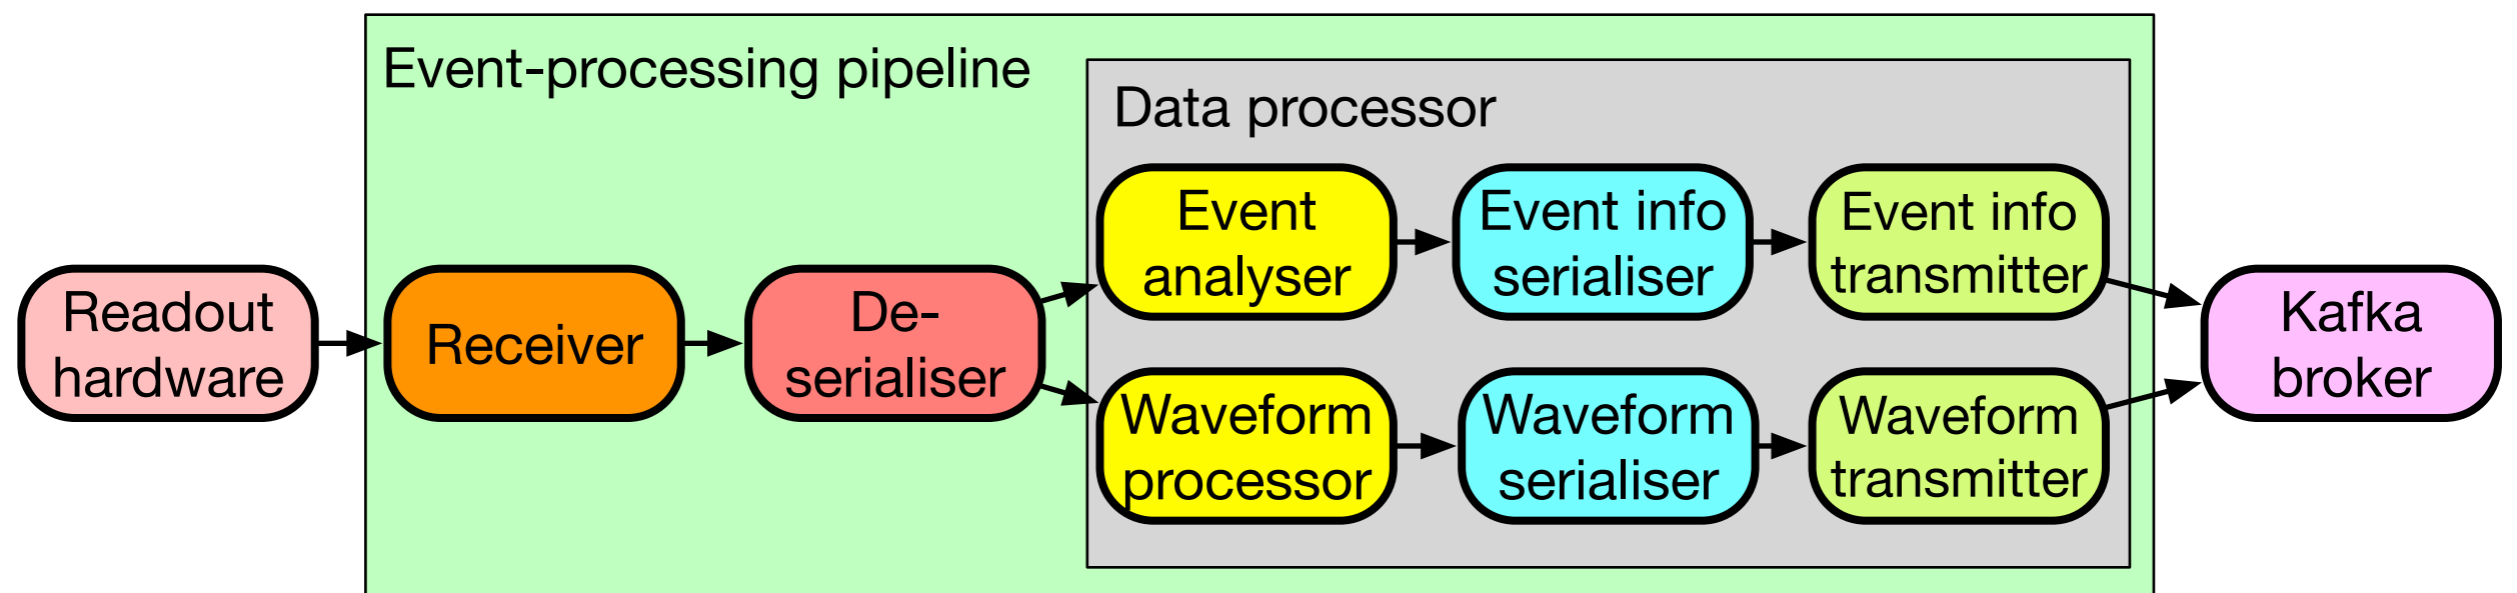 Event-processing pipeline
Data processor
Readout
hardware
Receiver
De-
serialiser
Event
analyser
Event info
serialiser
Event info
transmitter
Waveform
processor
Waveform
serialiser
Waveform
transmitter
Kafka
broker